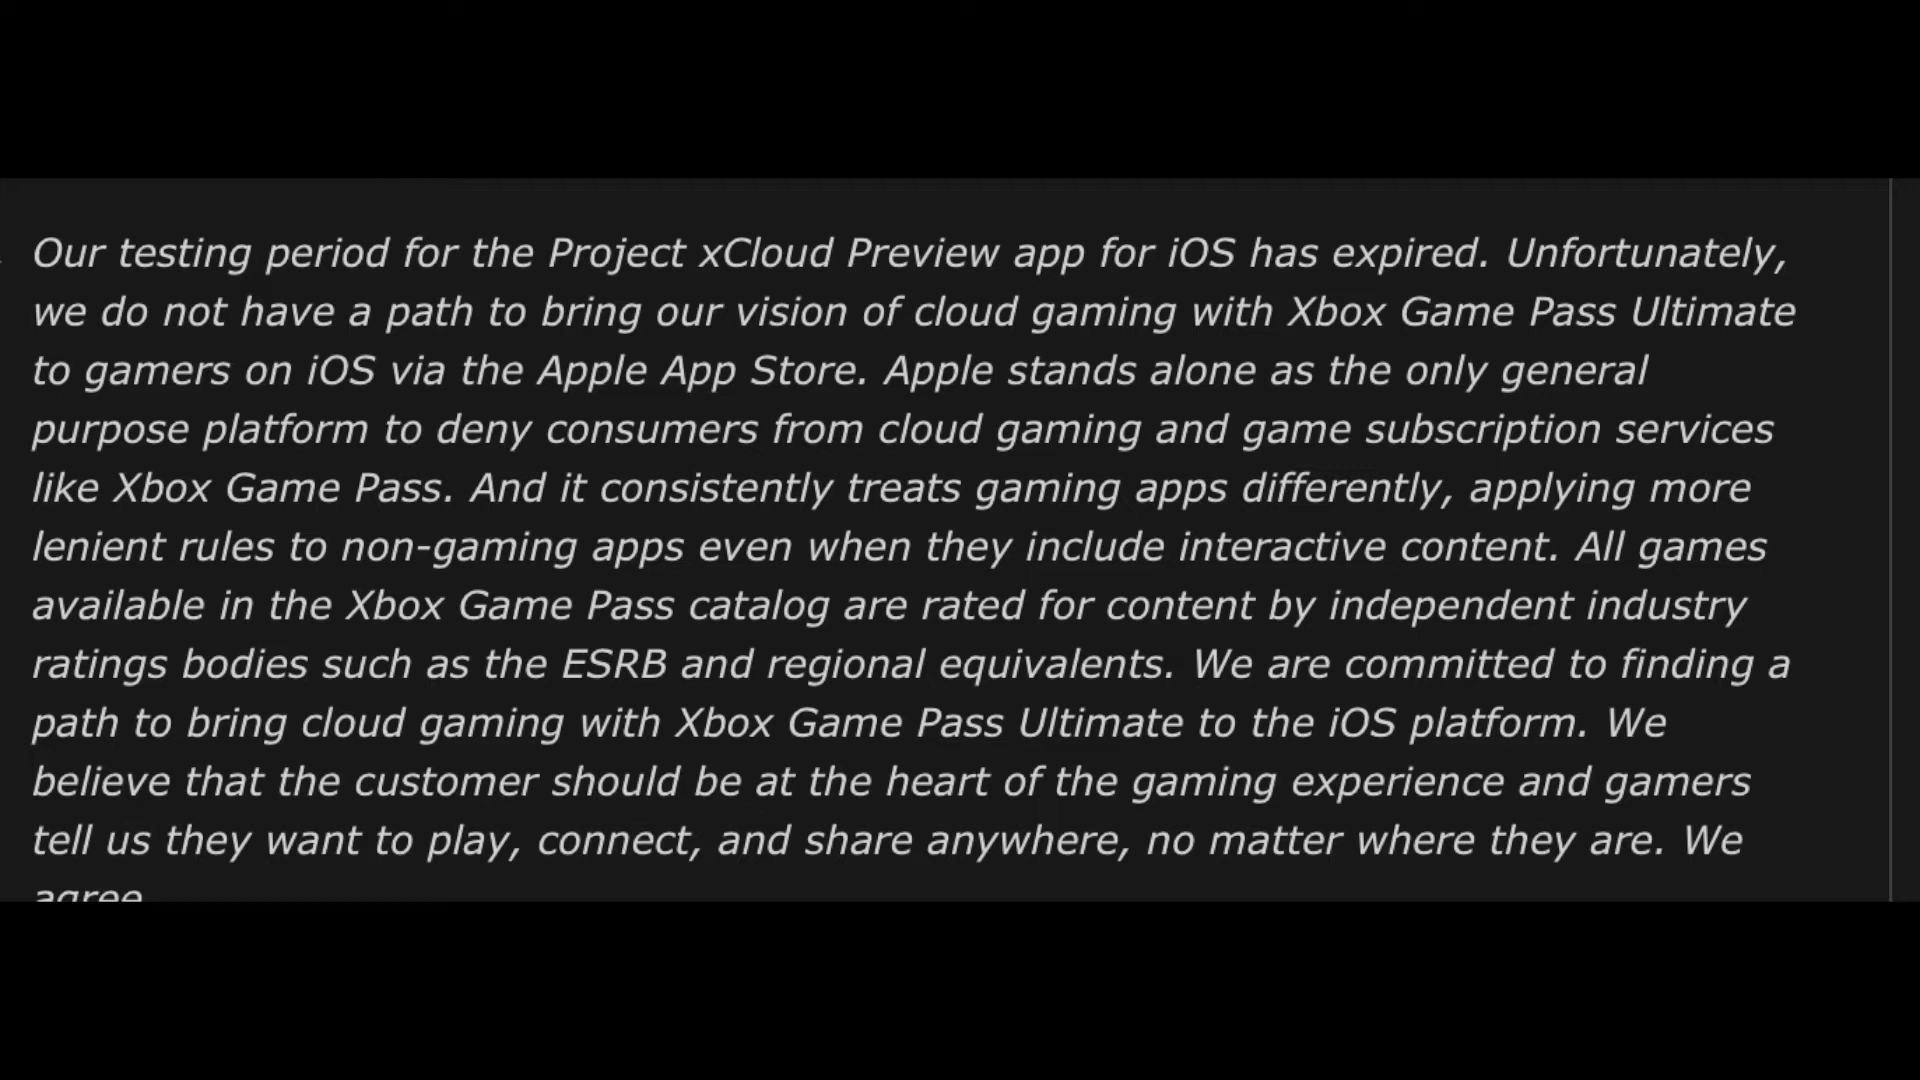 Our testing period for the Project xCloud Preview app for iOS has expired. Unfortunately,
we do not have a path to bring our vision of cloud gaming with Xbox Game Pass Ultimate
to gamers on iOS via the Apple App Store. Apple stands alone as the only general
purpose platform to deny consumers from cloud gaming and game subscription services
like Xbox Game Pass. And it consistently treats gaming apps differently, applying more
lenient rules to non-gaming apps even when they include interactive content. All games
available in the Xbox Game Pass catalog are rated for content by independent industry
ratings bodies such as the ESRB and regional equivalents. We are committed to finding a
path to bring cloud gaming with Xbox Game Pass Ultimate to the iOS platform. We
believe that the customer should be at the heart of the gaming experience and gamers
tell us they want to play, connect, and share anywhere, no matter where they are. We
agree